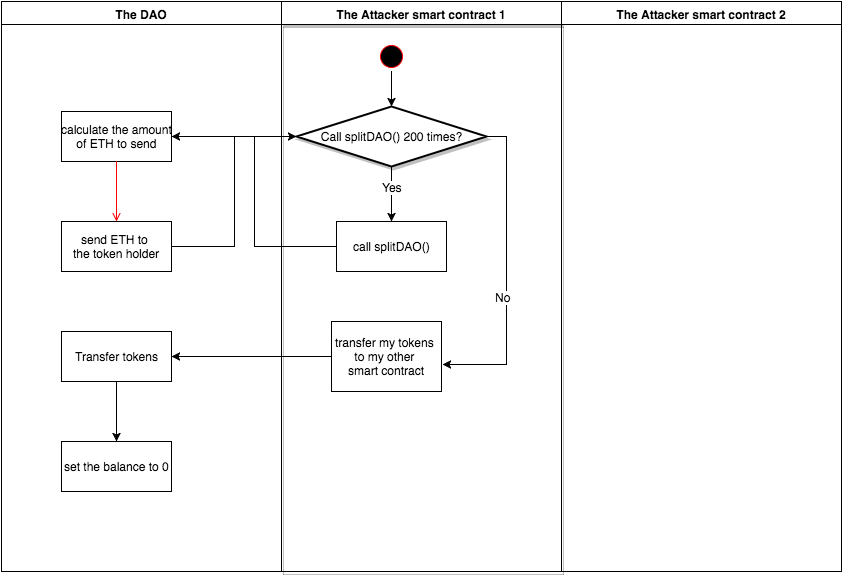 The DAO
The Attacker smart contract 1
The Attacker smart contract 2
Call splitDAO() 200 times?
calculate the amount
of ETH to send
Yes
send ETH to
the token holder
call splitDAO()
No
transfer my tokens
to my other
smart contract
Transfer tokens
set the balance to 0